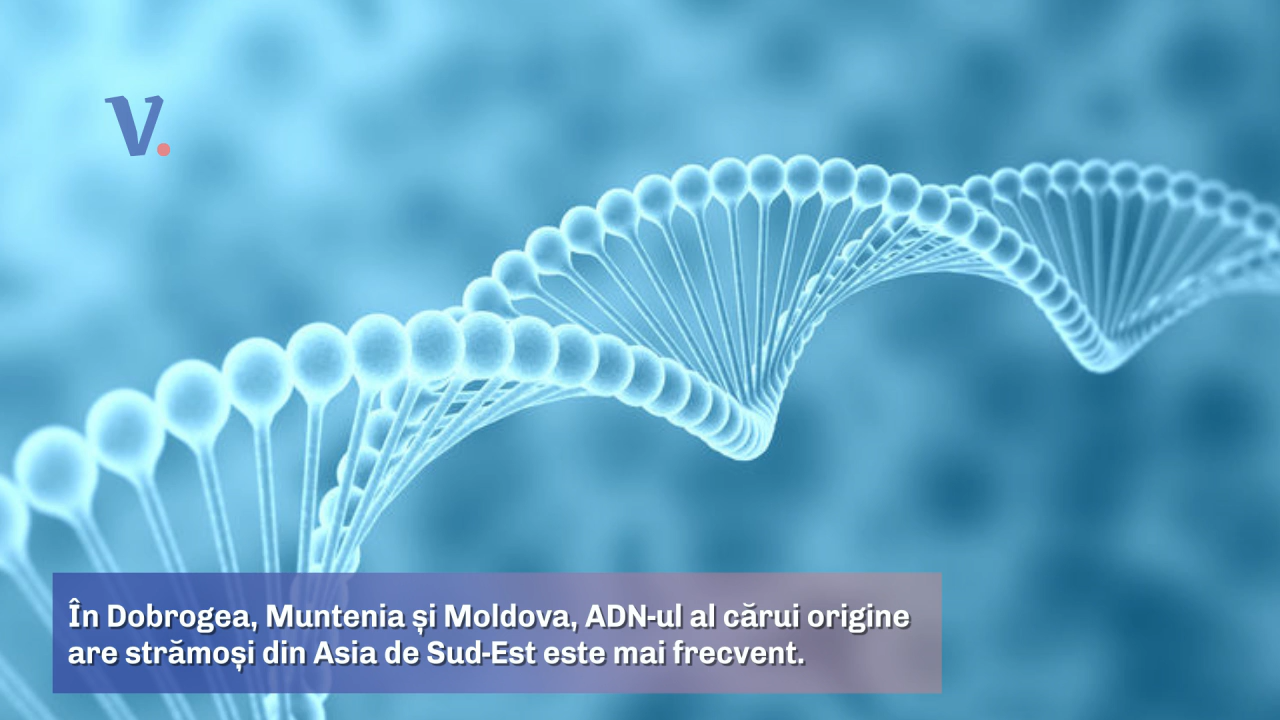 V.
În Dobrogea, Muntenia și Moldova, ADN-ul al cărui origine
are strămoși din Asia de Sud-Est este mai frecvent.